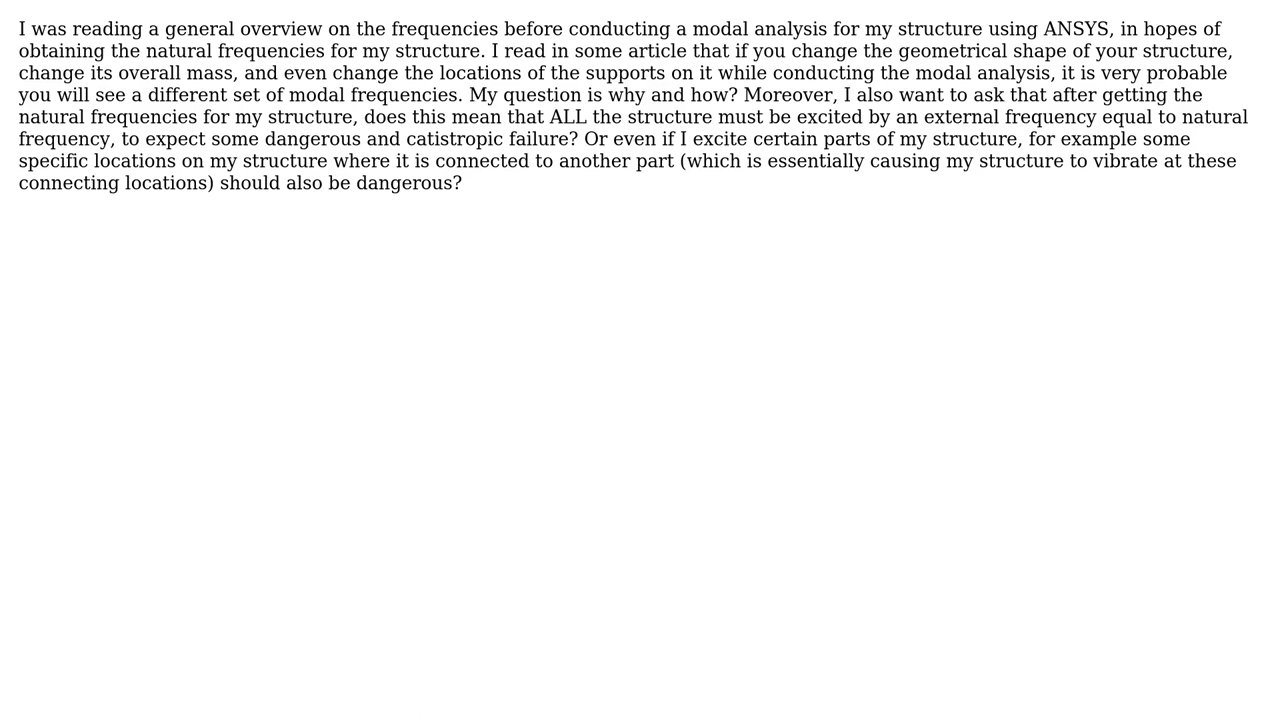 I was reading a general overview on the frequencies before conducting a modal analysis for my structure using ANSYS, in hopes of
obtaining the natural frequencies for my structure. I read in some article that if you change the geometrical shape of your structure,
change its overall mass, and even change the locations of the supports on it while conducting the modal analysis, it is very probable
you will see a different set of modal frequencies. My question is why and how? Moreover, I also want to ask that after getting the
natural frequencies for my structure, does this mean that ALL the structure must be excited by an external frequency equal to natural
frequency, to expect some dangerous and catistropic failure? Or even if I excite certain parts of my structure, for example some
specific locations on my structure where it is connected to another part (which is essentially causing my structure to vibrate at these
connecting locations) should also be dangerous?